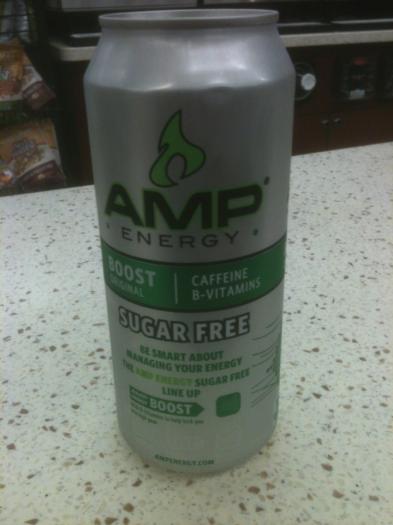 AMP
ENERGY
BOOST
ORIGINAL
CAFFEINE
B-VITAMINS
SUGAR FREE
BE SMART ABOUT
MANAGING YOUR ENERGY
THE AMP ENERGY SUGAR FREE
LINE UP
BOOST
AMPENERGY.COM